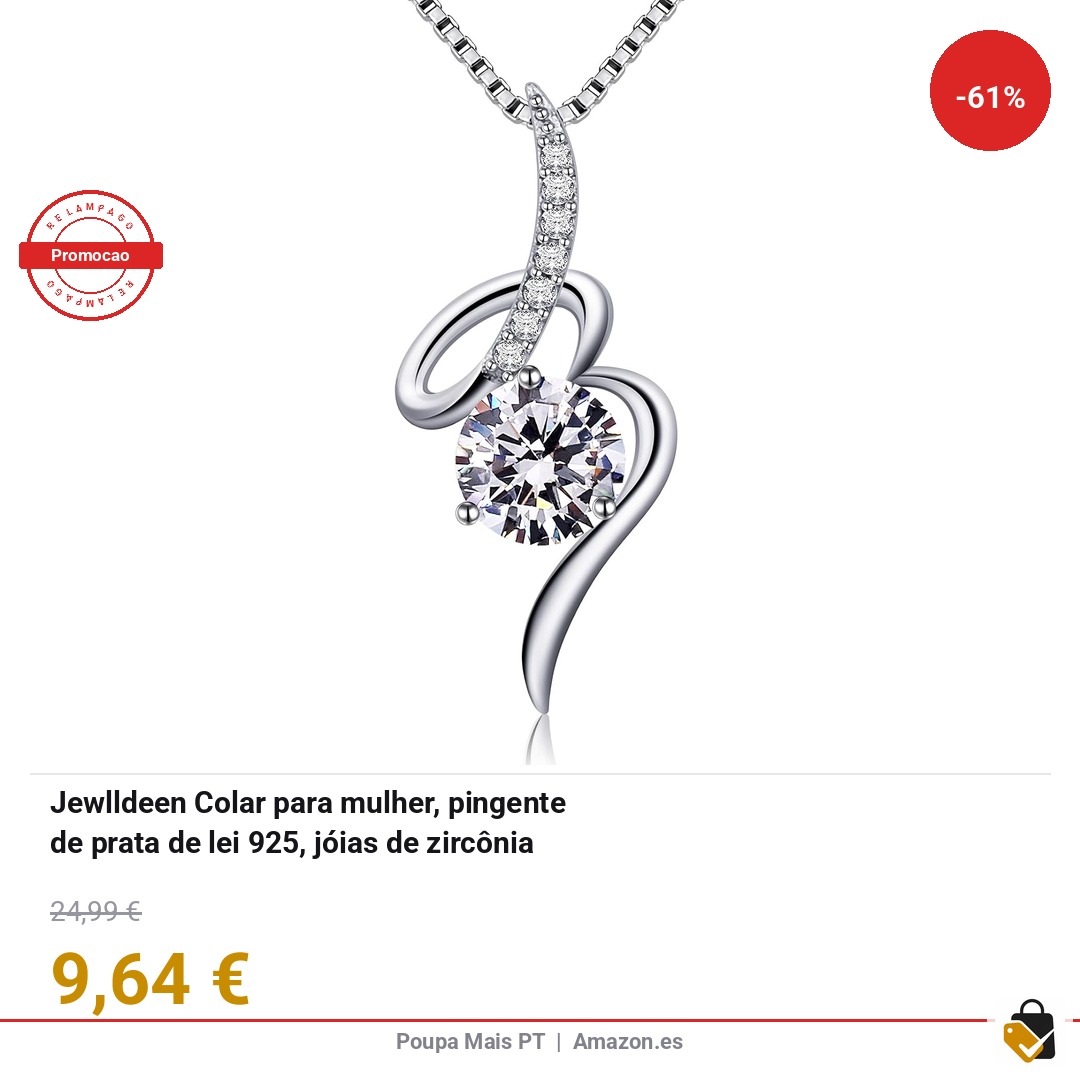 -61%
RELAMPAGO
Promocao
RELAMPAGO
Jewlldeen Colar para mulher, pingente
de prata de lei 925, jóias de zircônia
24,99 €
9,64 €
Poupa Mais PT | Amazon.es